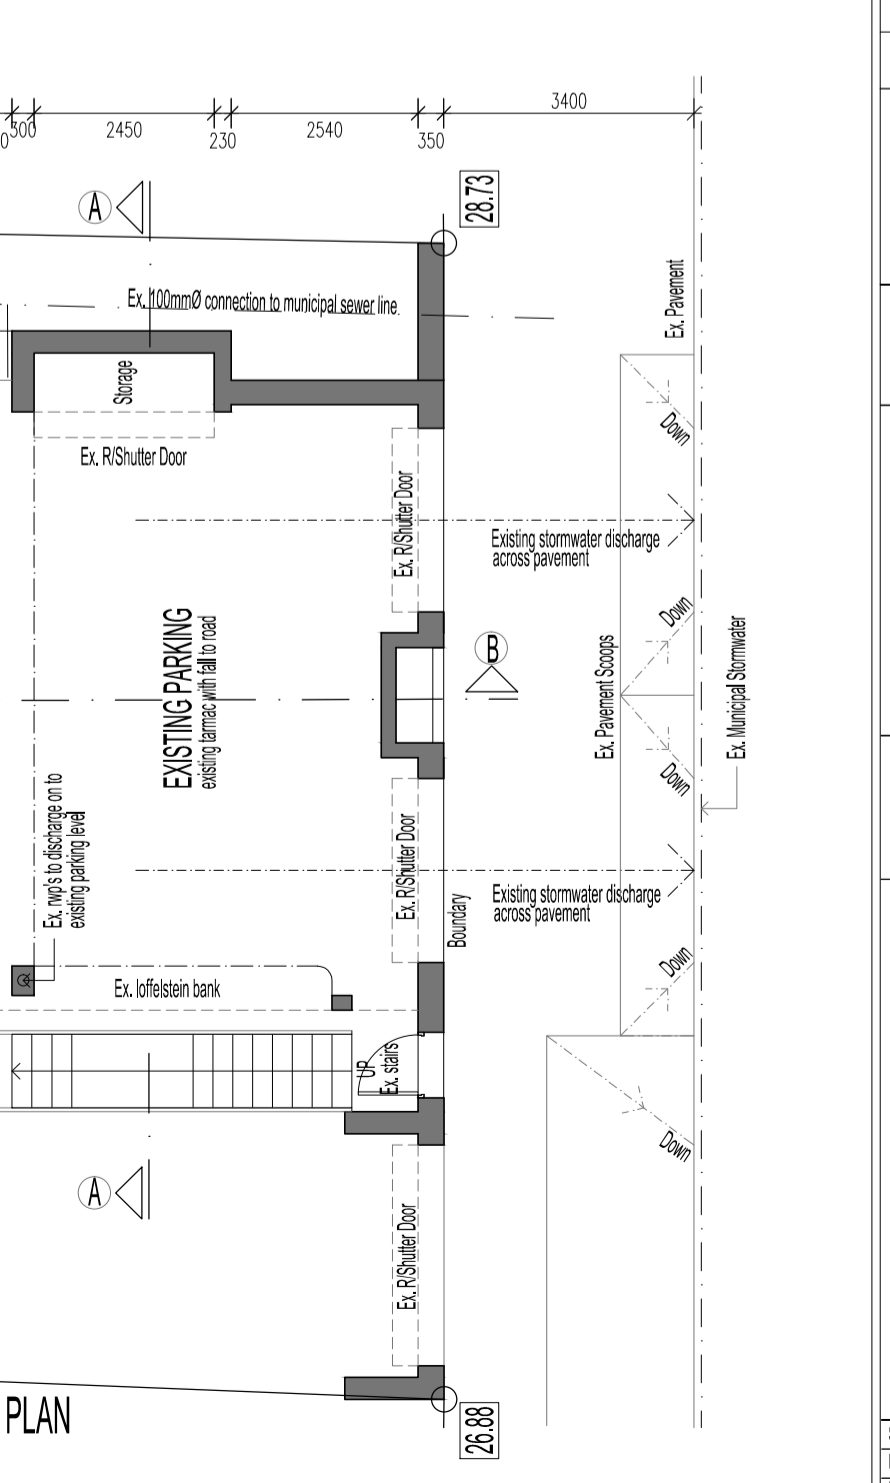 3400
0
300
2450
230
2540
350
A
28.73
Ex. 100mmØ connection to municipal sewer line
Ex. Pavement
Storage
Down
Ex. R/Shutter Door
Ex. R/Shutter Door
Existing stormwater discharge
across pavement
EXISTING PARKING
existing tarmac with fall to road
B
Down
Ex. Pavement Scoops
Ex. Municipal Stormwater
Down
Ex. rwp's to discharge on to
existing parking level
Ex. R/Shutter Door
Existing stormwater discharge
across pavement
Boundary
Down
Ex. loffelstein bank
UP
Ex. stairs
Down
A
Ex. R/Shutter Door
PLAN
26.88